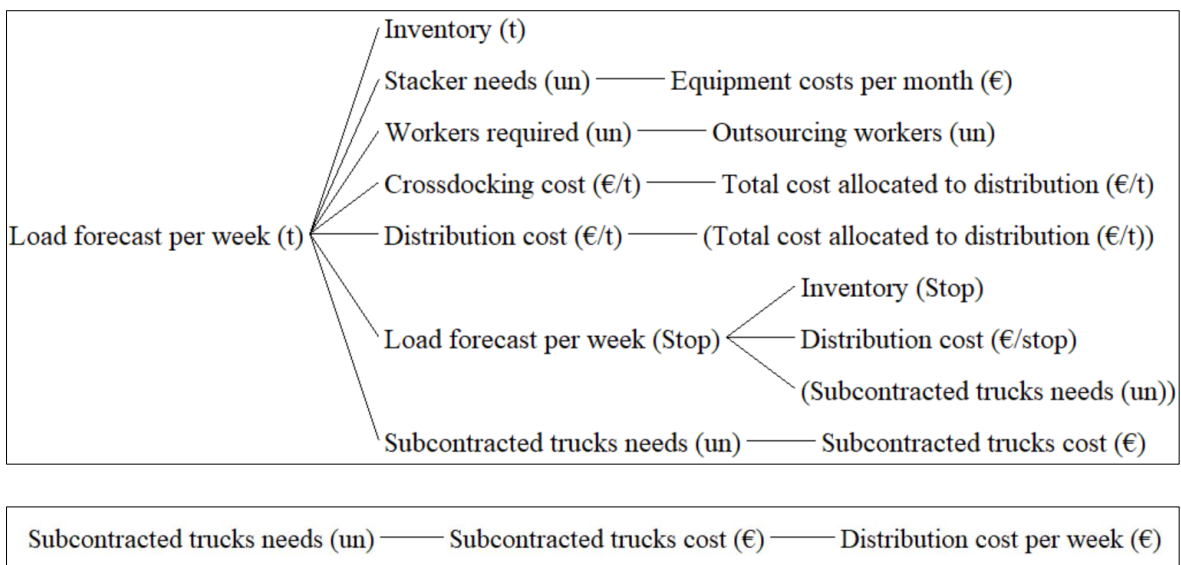 Inventory (t)
Stacker needs (un) Equipment costs per month (€)
Workers required (un) Outsourcing workers (un)
Crossdocking cost (€/t) Total cost allocated to distribution (€/t)
Load forecast per week (t) Distribution cost (€/t) (Total cost allocated to distribution (€/t))
Inventory (Stop)
Load forecast per week (Stop) Distribution cost (€/stop)
(Subcontracted trucks needs (un))
Subcontracted trucks needs (un) Subcontracted trucks cost (€)
Subcontracted trucks needs (un) Subcontracted trucks cost (€) Distribution cost per week (€)